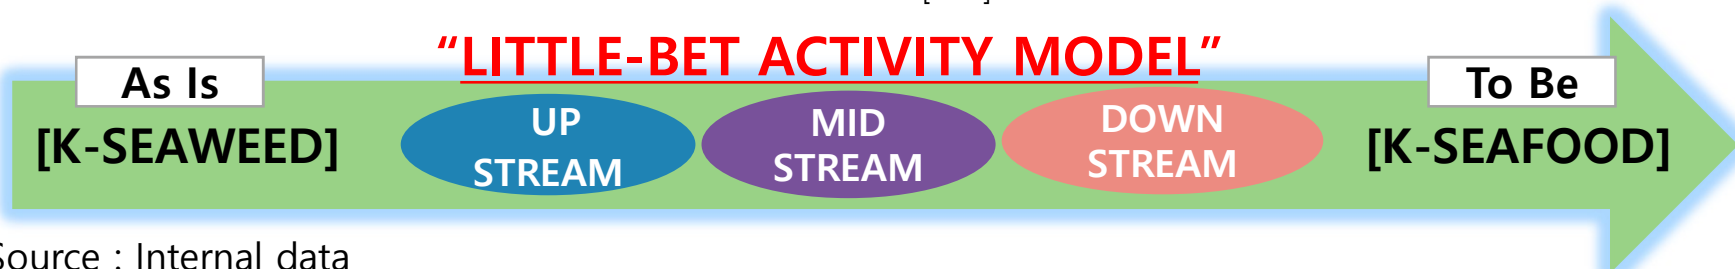 “LITTLE-BET ACTIVITY MODEL”
As Is
To Be
[K-SEAWEED]
UP
STREAM
MID
STREAM
DOWN
STREAM
[K-SEAFOOD]
Source : Internal data